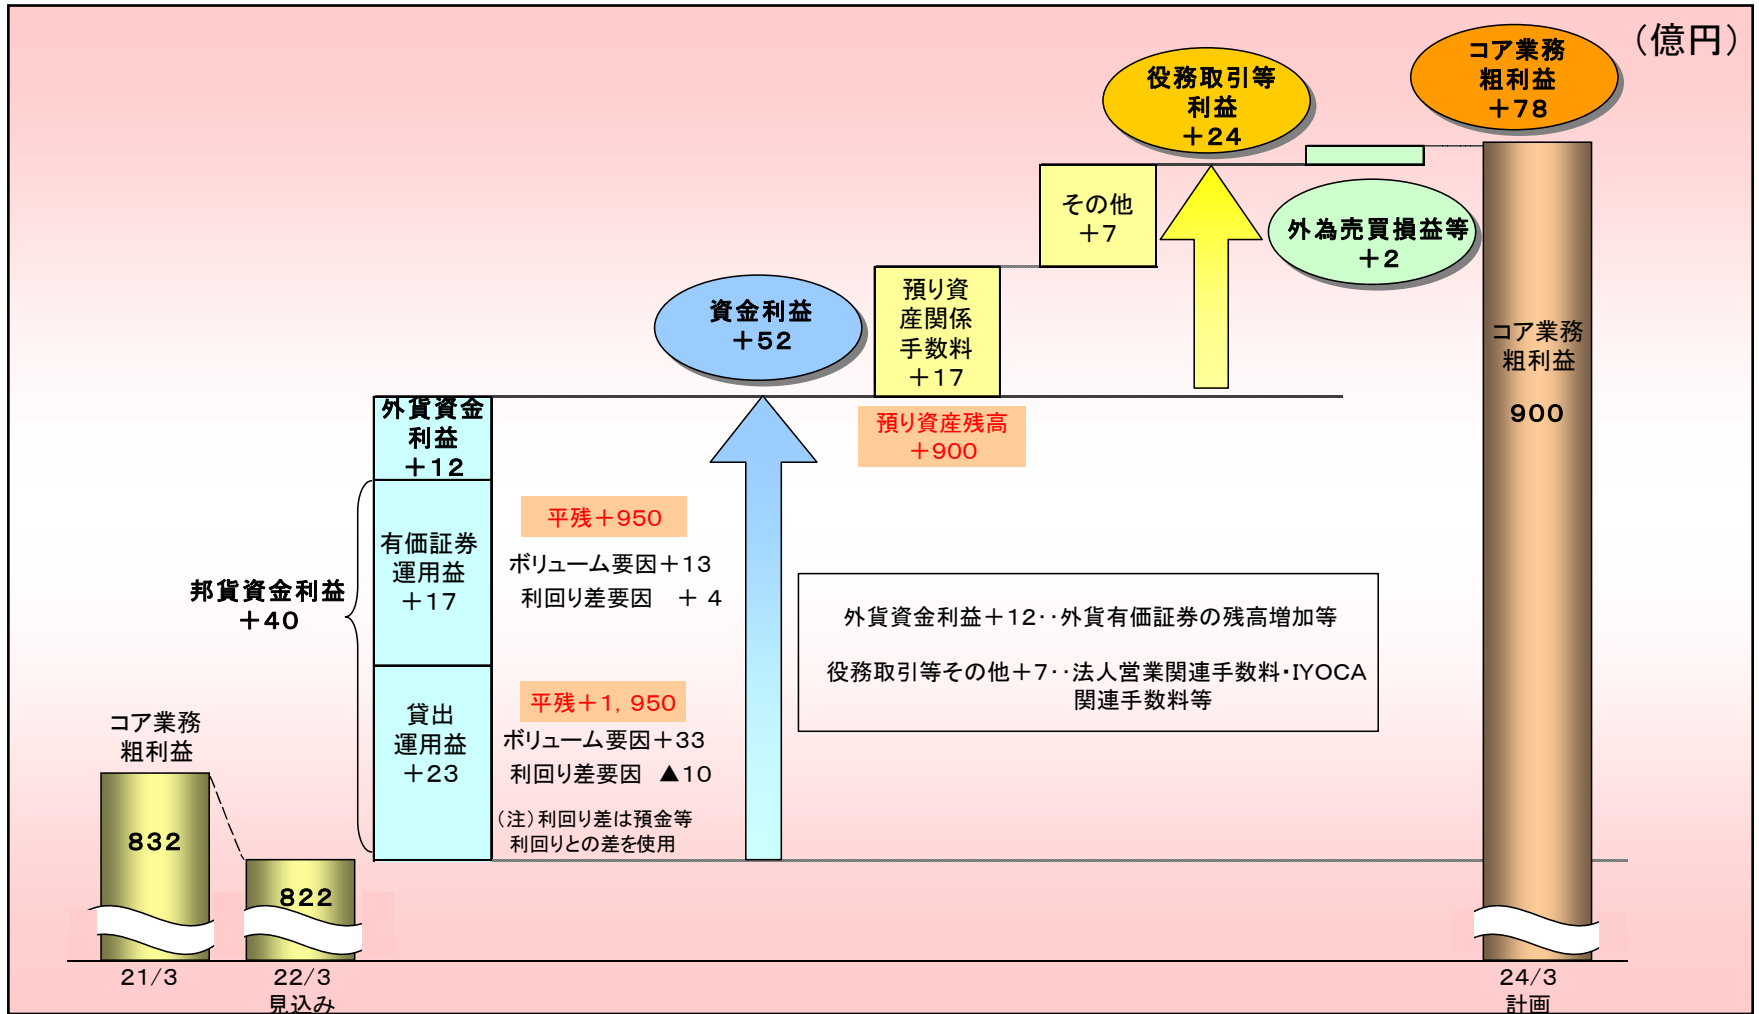 （億円）
コア業務
粗利益
＋78
役務取引等
利益
＋24
外為売買損益等
＋2
その他
＋7
預り資
産関係
手数料
＋17
預り資産残高
＋900
資金利益
＋52
外貨資金
利益
＋12
有価証券
運用益
＋17
貸出
運用益
＋23
邦貨資金利益
＋40
平残＋950
ボリューム要因＋13
利回り差要因　＋ 4
平残＋1, 950
ボリューム要因＋33
利回り差要因　▲10
（注）利回り差は預金等
利回りとの差を使用
外貨資金利益＋12‥外貨有価証券の残高増加等
役務取引等その他＋7‥法人営業関連手数料・IYOCA
関連手数料等
コア業務
粗利益
832
822
コア業務
粗利益
900
21/3
22/3
見込み
24/3
計画